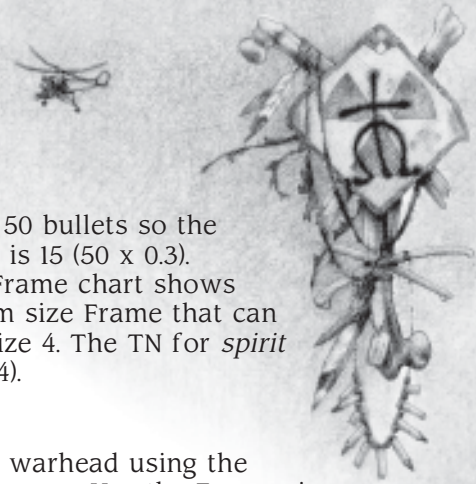 50 bullets so the
is 15 (50 x 0.3).
Frame chart shows
size Frame that can
ize 4. The TN for spirit
4).
warhead using the